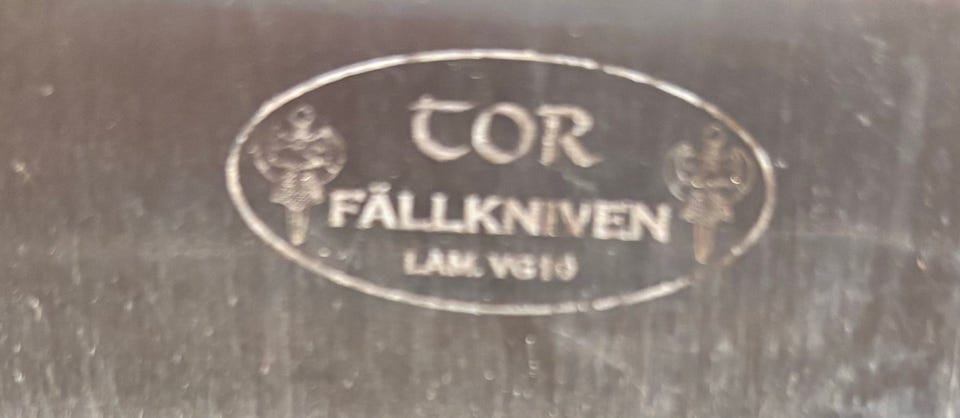 TOR
FÄLLKNIVEN
LAM. VG10